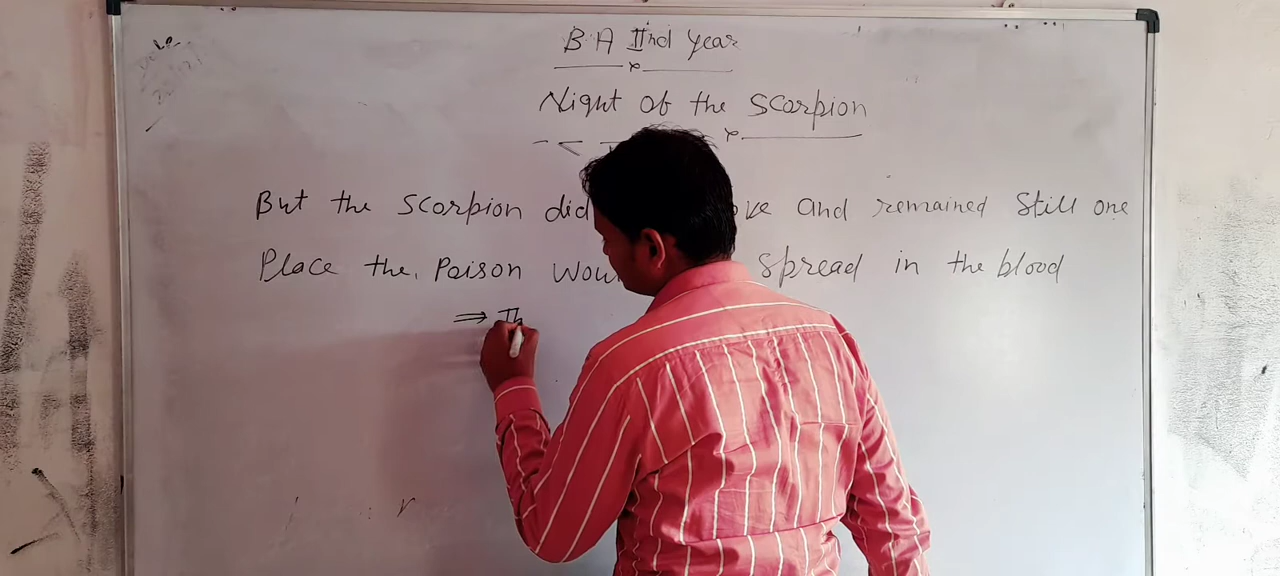 B A IInd Year
Night of the Scorpion
But the Scorpion did and remained Still one
Place the Poison Spread in the blood
⇒ Th